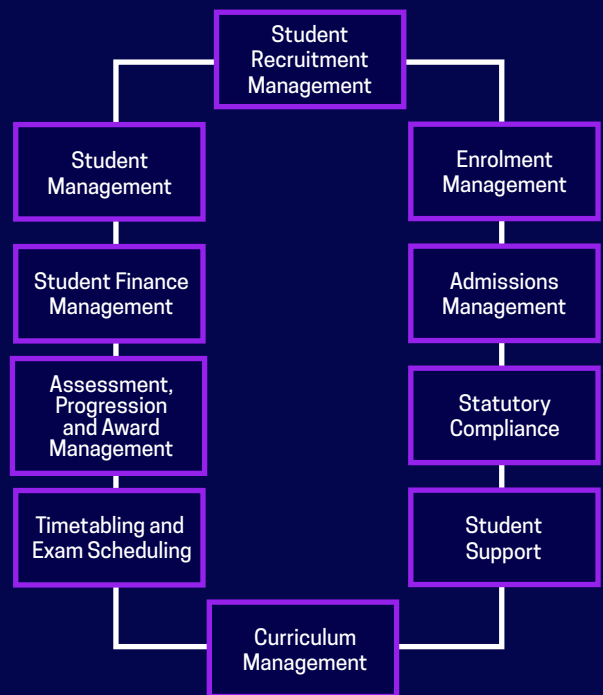 Student
Recruitment
Management
Student
Management
Enrolment
Management
Student Finance
Management
Admissions
Management
Assessment,
Progression
and Award
Management
Statutory
Compliance
Timetabling and
Exam Scheduling
Student
Support
Curriculum
Management